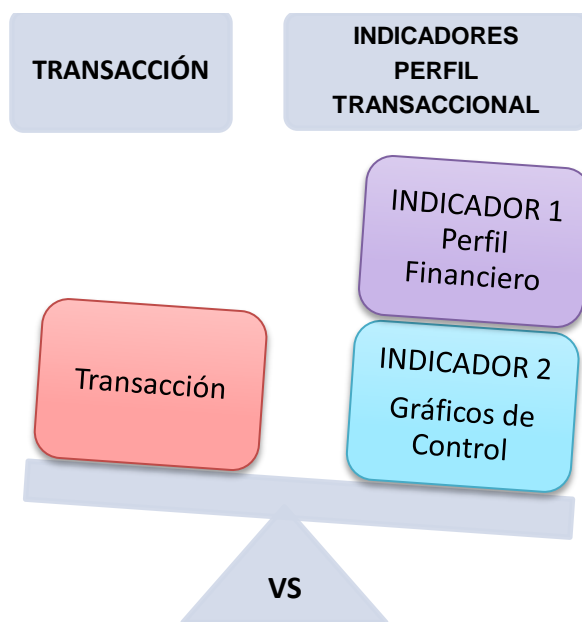 TRANSACCIÓN
INDICADORES
PERFIL
TRANSACCIONAL
INDICADOR 1
Perfil
Financiero
Transacción
INDICADOR 2
Gráficos de
Control
VS